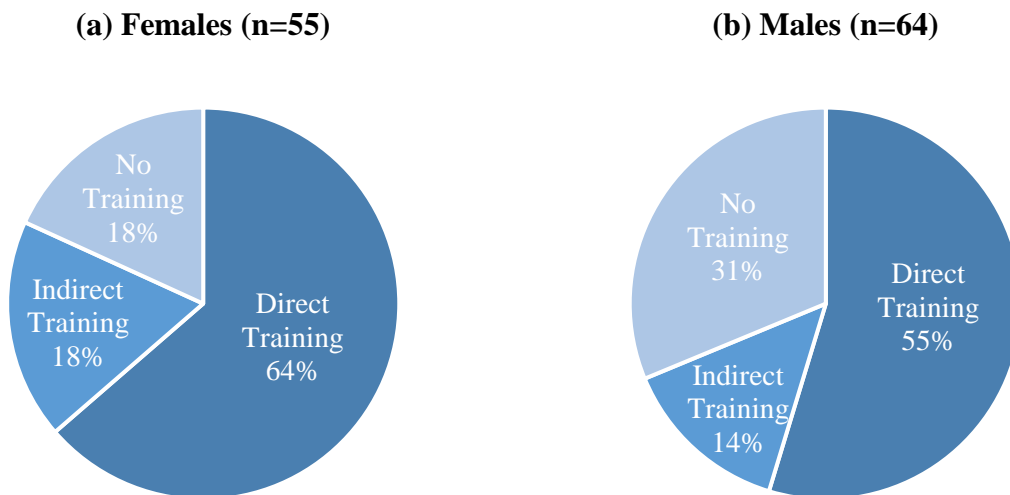 (a) Females (n=55)
No
Training
18%
Indirect
Training
18%
Direct
Training
64%
(b) Males (n=64)
No
Training
31%
Indirect
Training
14%
Direct
Training
55%